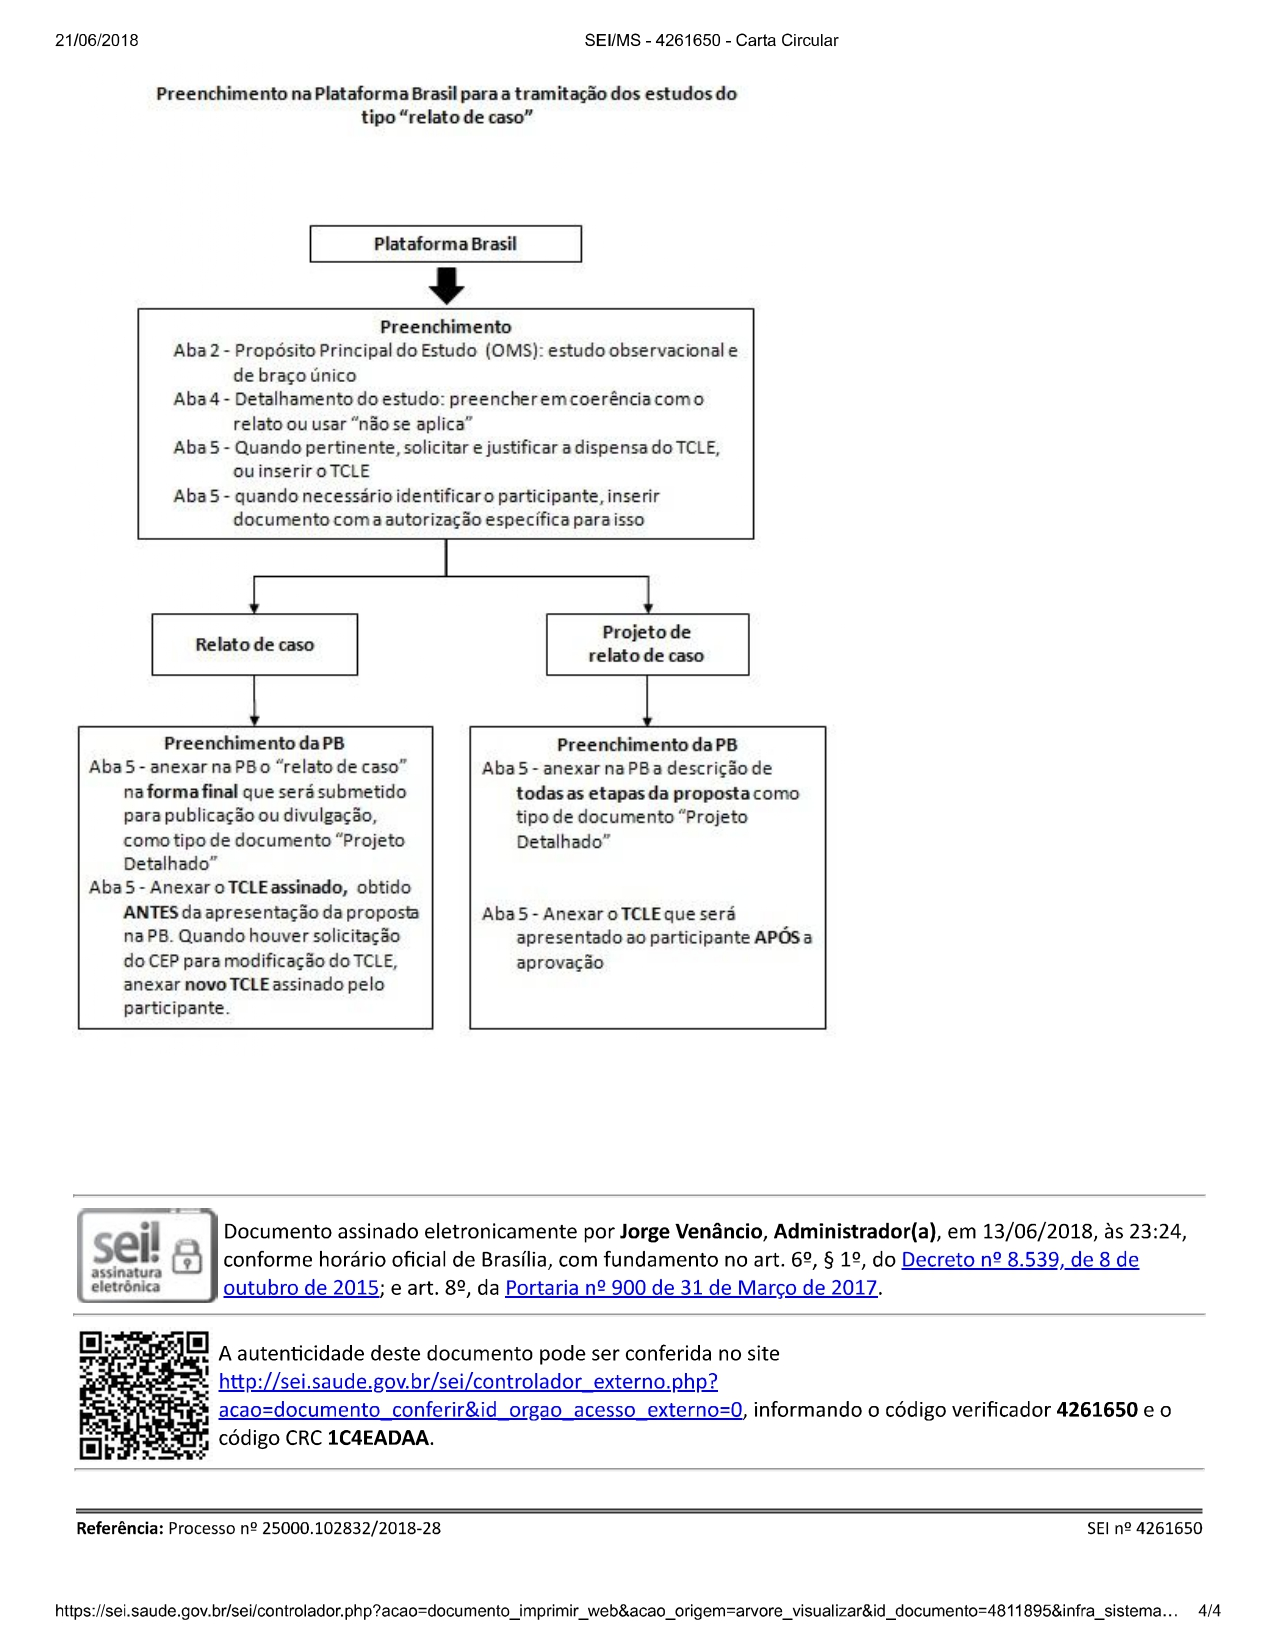 21/06/2018
SEI/MS - 4261650 - Carta Circular
Preenchimento na Plataforma Brasil para a tramitação dos estudos do
tipo “relato de caso”
Plataforma Brasil
Preenchimento
Aba 2 - Propósito Principal do Estudo (OMS): estudo observacional e
de braço único
Aba 4 - Detalhamento do estudo: preencher em coerência com o
relato ou usar “não se aplica”
Aba 5 - Quando pertinente, solicitar e justificar a dispensa do TCLE,
ou inserir o TCLE
Aba 5 - quando necessário identificar o participante, inserir
documento com a autorização específica para isso
Relato de caso
Projeto de
relato de caso
Preenchimento da PB
Aba 5 - anexar na PB o “relato de caso”
na forma final que será submetido
para publicação ou divulgação,
como tipo de documento “Projeto
Detalhado”
Aba 5 - Anexar o TCLE assinado, obtido
ANTES da apresentação da proposta
na PB. Quando houver solicitação
do CEP para modificação do TCLE,
anexar novo TCLE assinado pelo
participante.
Preenchimento da PB
Aba 5 - anexar na PB a descrição de
todas as etapas da proposta como
tipo de documento “Projeto
Detalhado”
Aba 5 - Anexar o TCLE que será
apresentado ao participante APÓS a
aprovação
sei!
assinatura
eletrônica
Documento assinado eletronicamente por Jorge Venâncio, Administrador(a), em 13/06/2018, às 23:24,
conforme horário oficial de Brasília, com fundamento no art. 6º, § 1º, do Decreto nº 8.539, de 8 de
outubro de 2015; e art. 8º, da Portaria nº 900 de 31 de Março de 2017.
A autenticidade deste documento pode ser conferida no site
http://sei.saude.gov.br/sei/controlador_externo.php?
acao=documento_conferir&id_orgao_acesso_externo=0, informando o código verificador 4261650 e o
código CRC 1C4EADAA.
Referência: Processo nº 25000.102832/2018-28
SEI nº 4261650
https://sei.saude.gov.br/sei/controlador.php?acao=documento_imprimir_web&acao_origem=arvore_visualizar&id_documento=4811895&infra_sistema…
4/4